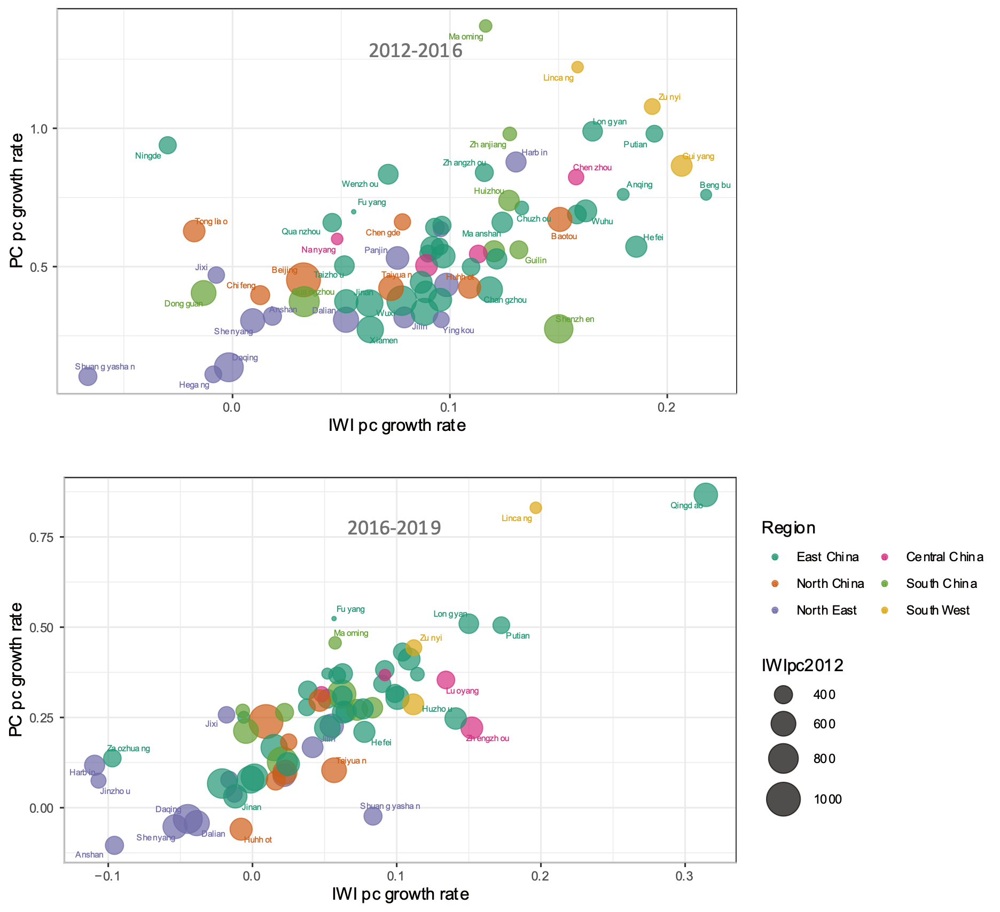 2012-2016
Maoming
Lincang
Zunyi
Longyan
Putian
Zhanjiang
Ningde
Harbin
Guiyang
Zhangzhou
Chenzhou
Wenzhou
Anqing
Bengbu
Huizhou
Fuyang
Chuzhou
Wuhu
Tongliao
Quanzhou
Chengde
Maanshan
Baotou
Hefei
Nanyang
Panjin
Guilin
Jixi
Beijing
Taizhou
Taiyuan
Huhhot
Chifeng
Guangzhou
Jinan
Changzhou
Dongguan
Anshan
Dalian
Wuxi
Shenzhen
Shenyang
Jilin
Yingkou
Xiamen
Daqing
Shuangyashan
Hegang
1.0
0.5
PC pc growth rate
0.0 0.1 0.2
IWI pc growth rate
2016-2019
Qingdao
Lincang
Fuyang
Longyan
Maoming
Zunyi
Putian
Luoyang
Huzhou
Jixi
Jilin
Hefei
Zhengzhou
Zaozhuang
Taiyuan
Harbin
Jinzhou
Daqing
Jinan
Shuangyashan
Shenyang
Dalian
Huhhot
Anshan
0.75
0.50
0.25
0.00
PC pc growth rate
−0.1 0.0 0.1 0.2 0.3
IWI pc growth rate
Region
a East China a Central China
a North China a South China
a North East a South West
IWIpc2012
400
600
800
1000